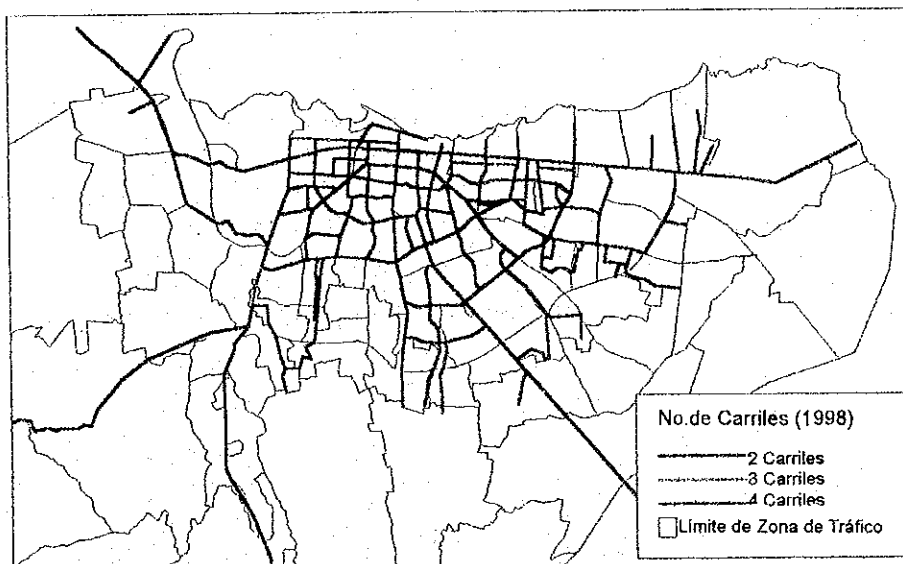 No.de Carriles (1998)
2 Carriles
3 Carriles
4 Carriles
Límite de Zona de Tráfico